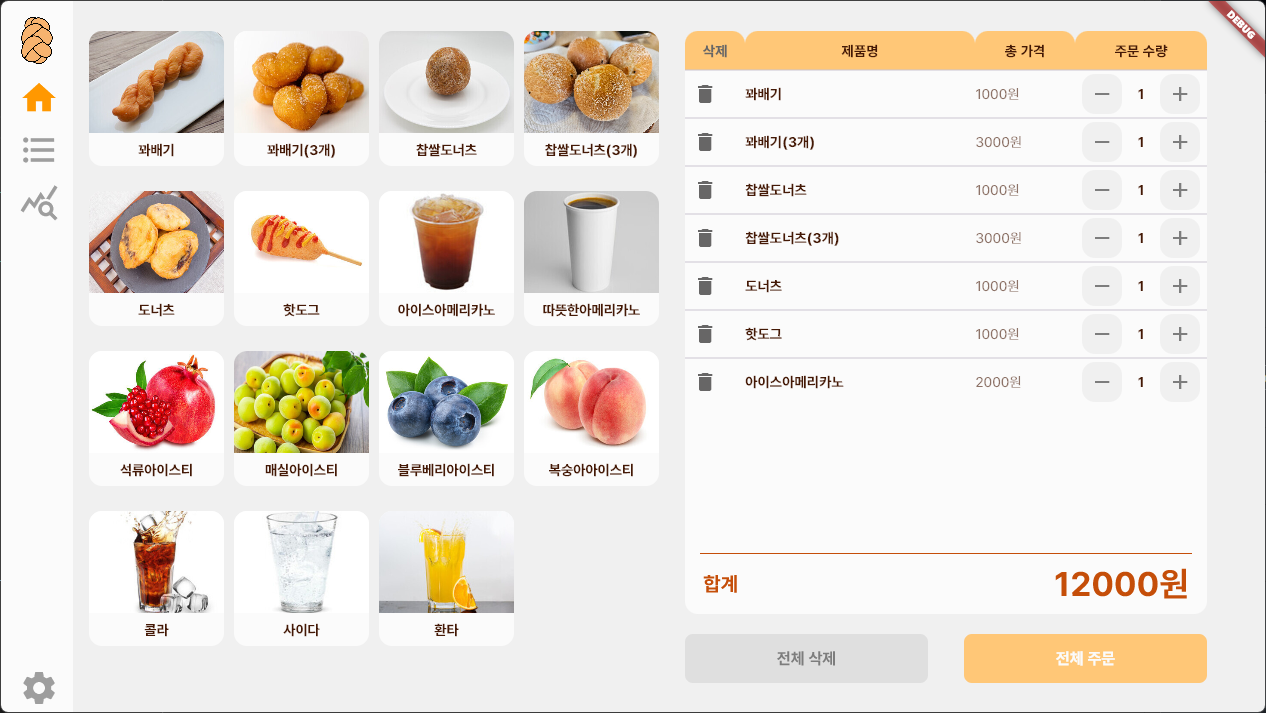 DEBUG
꽈배기
꽈배기(3개)
찹쌀도너츠
찹쌀도너츠(3개)
도너츠
핫도그
아이스아메리카노
따뜻한아메리카노
석류아이스티
매실아이스티
블루베리아이스티
복숭아아이스티
콜라
사이다
환타
삭제 제품명 총 가격 주문 수량
꽈배기 1000원 1
꽈배기(3개) 3000원 1
찹쌀도너츠 1000원 1
찹쌀도너츠(3개) 3000원 1
도너츠 1000원 1
핫도그 1000원 1
아이스아메리카노 2000원 1
합계 12000원
전체 삭제 전체 주문